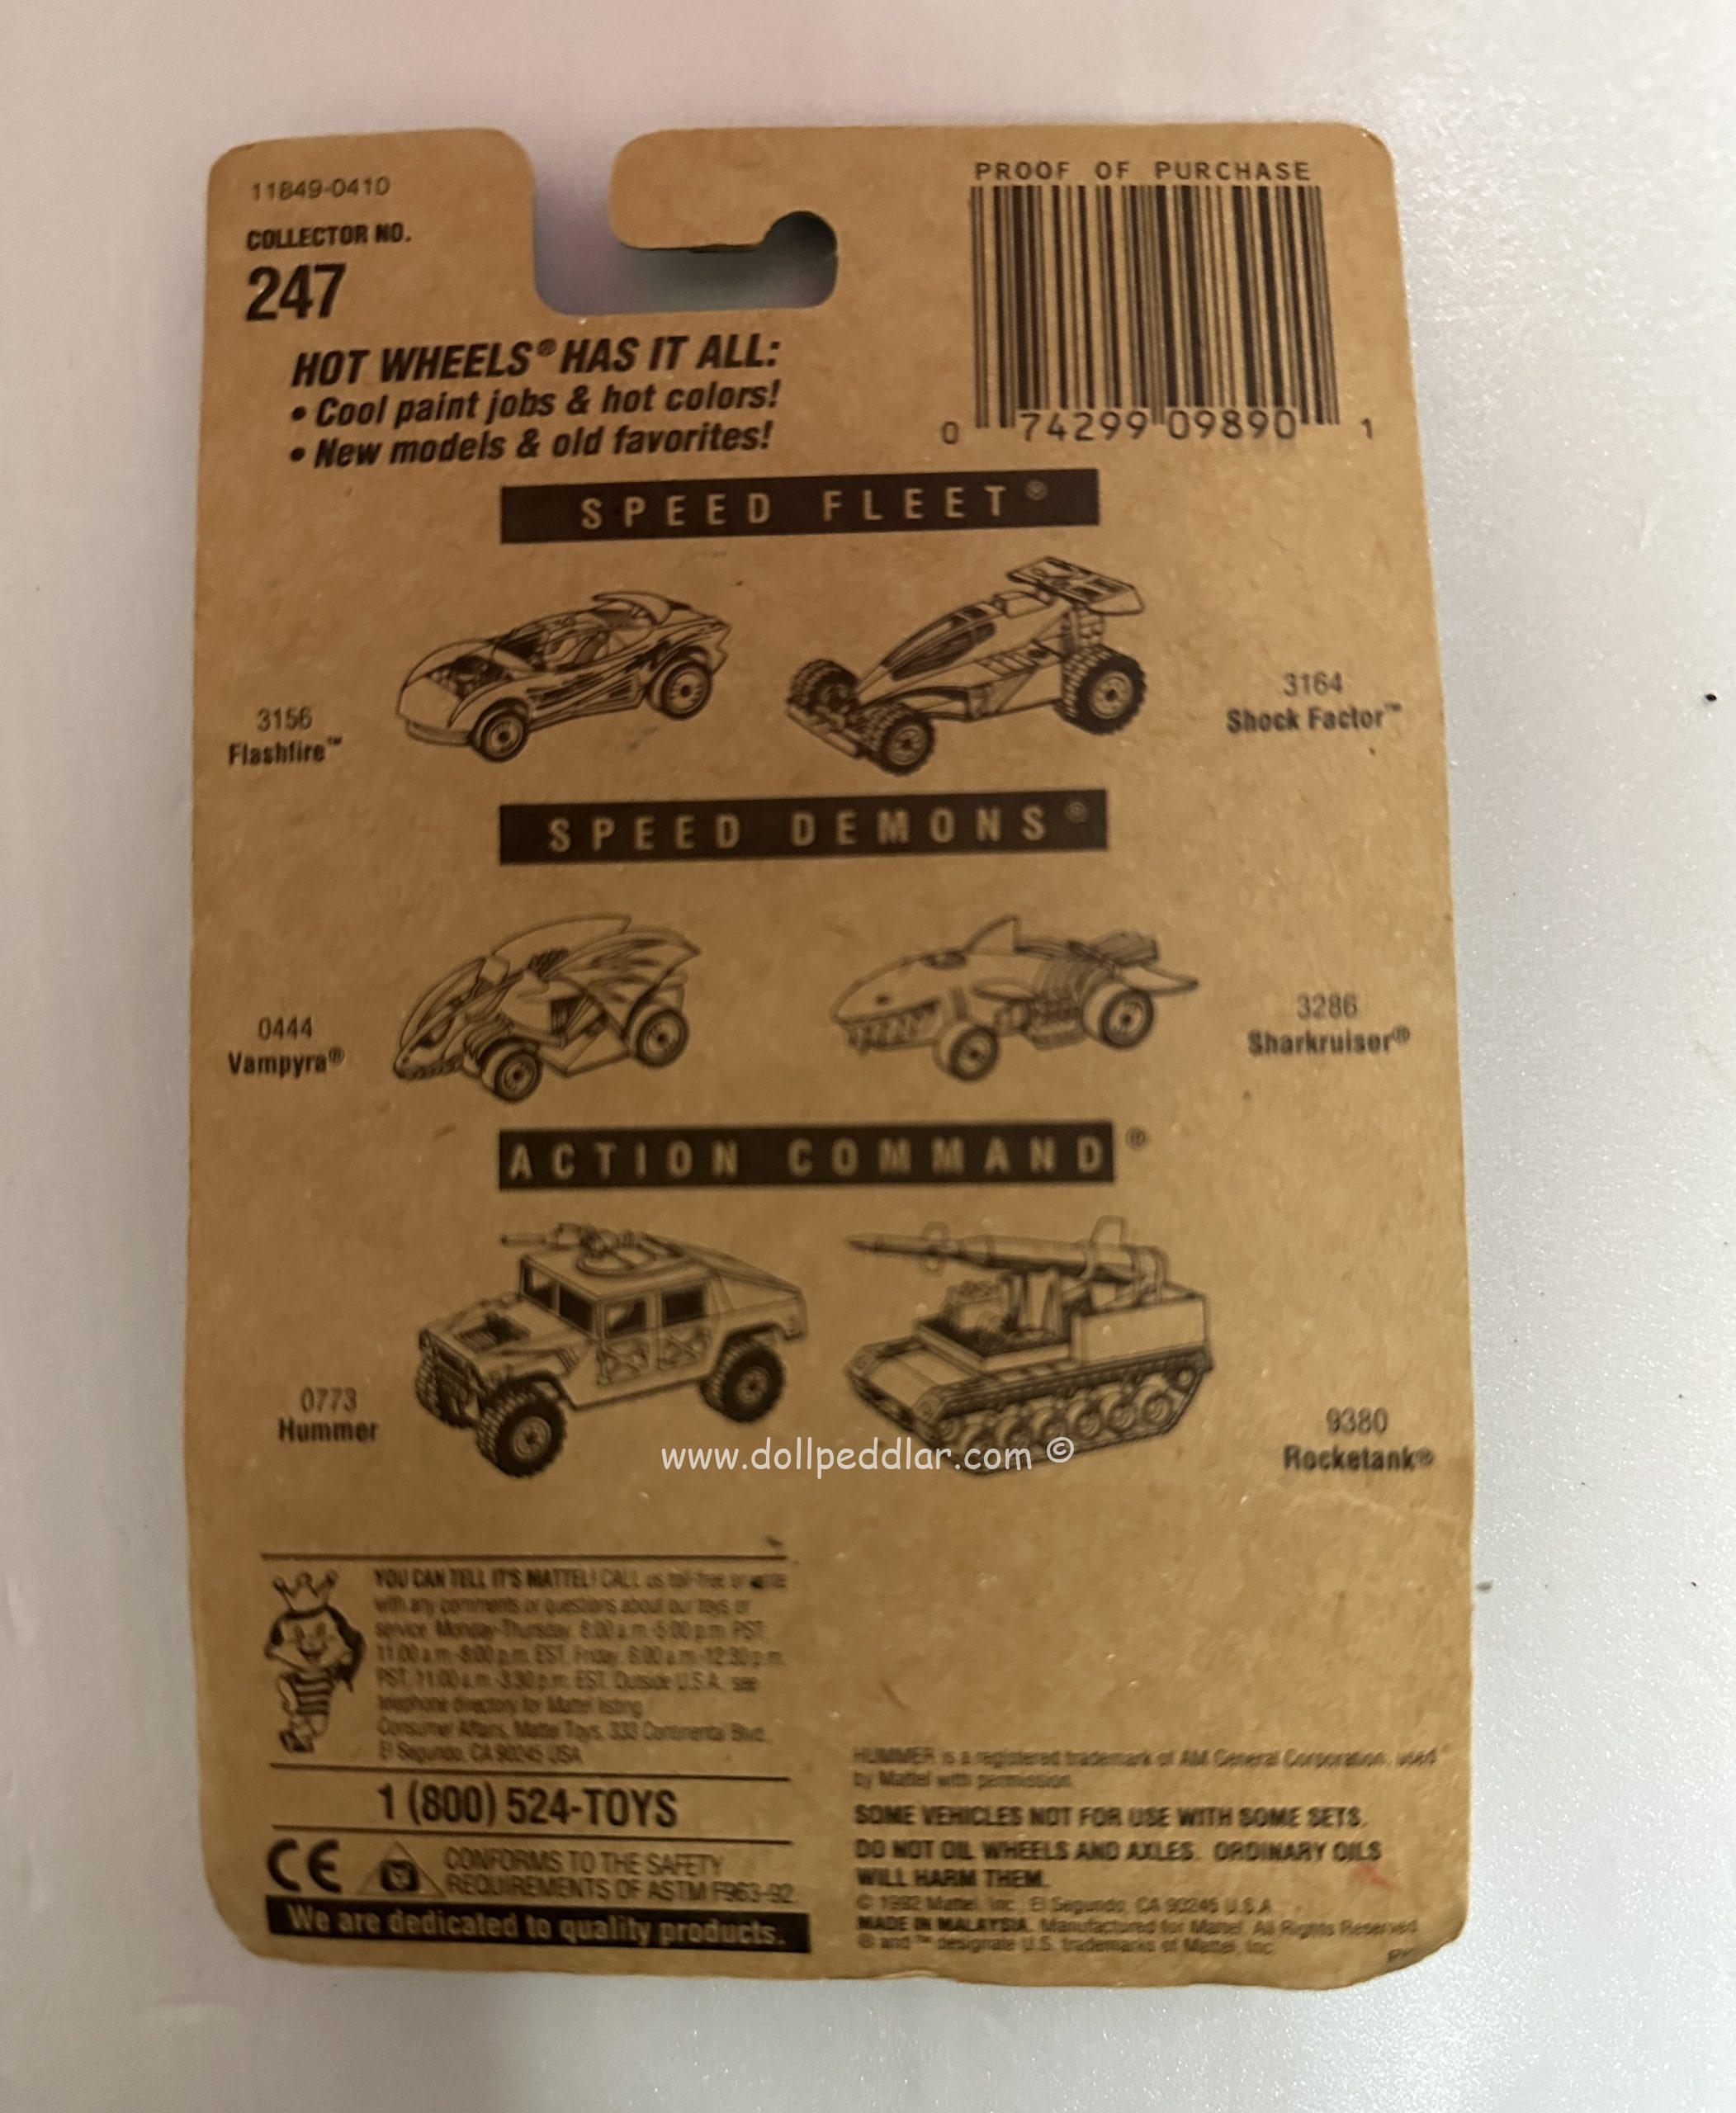 11849-0410
COLLECTOR NO.
247
PROOF OF PURCHASE
0 74299 09890 1
HOT WHEELS® HAS IT ALL:
• Cool paint jobs & hot colors!
• New models & old favorites!
SPEED FLEET®
3156
Flashfire™
3164
Shock Factor™
SPEED DEMONS®
0444
Vampyra®
3286
Sharkruiser®
ACTION COMMAND®
0773
Hummer
9380
Rocketank®
www.dollpeddlar.com ©
YOU CAN TELL IT'S MATTEL! CALL us toll-free or write
with any comments or questions about our toys or
service. Monday-Thursday, 8:00 a.m.-5:00 p.m. PST,
11:00 a.m.-8:00 p.m. EST. Friday,
PST, 11:00 a.m.-3:30 p.m. EST. Outside U.S.A. see
telephone directory for Mattel listing.
Consumer Affairs, Mattel Toys, 333 Continental Blvd.
El Segundo, CA 90245 USA
1 (800) 524-TOYS
CE
CONFORMS TO THE SAFETY
REQUIREMENTS OF ASTM F963-92
We are dedicated to quality products.
HUMMER is a registered trademark of AM General Corporation, used
by Mattel with permission.
SOME VEHICLES NOT FOR USE WITH SOME SETS.
DO NOT OIL WHEELS AND AXLES. ORDINARY OILS
WILL HARM THEM.
© 1992 Mattel, Inc. El Segundo, CA 90245 U.S.A.
MADE IN MALAYSIA. Manufactured for Mattel. All Rights Reserved.
® and ™ designate U.S. trademarks of Mattel, Inc.